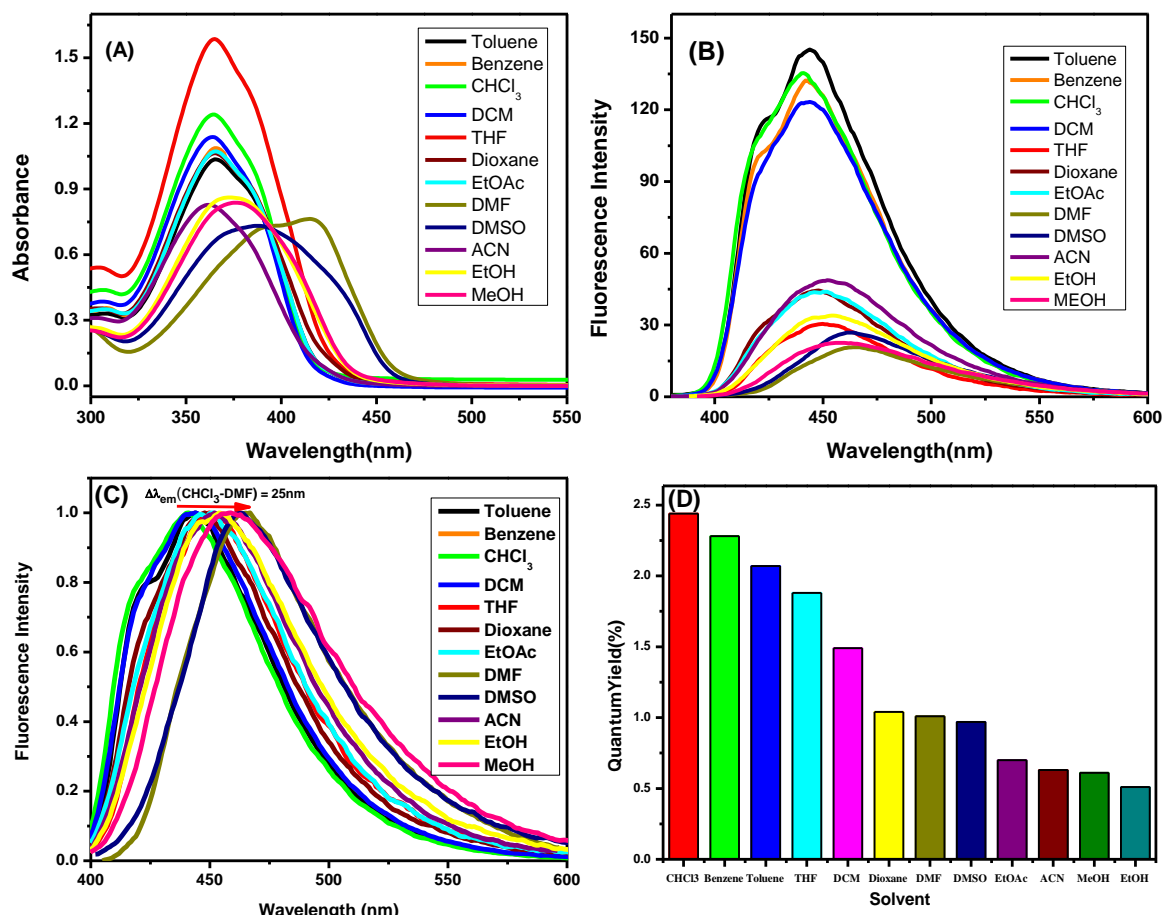 (A)
Toluene
Benzene
CHCl3
DCM
THF
Dioxane
EtOAc
DMF
DMSO
ACN
EtOH
MeOH
1.5
1.2
0.9
0.6
0.3
0.0
Absorbance
300 350 400 450 500 550
Wavelength(nm)
(B)
Toluene
Benzene
CHCl3
DCM
THF
Dioxane
EtOAc
DMF
DMSO
ACN
EtOH
MEOH
150
120
90
60
30
0
Fluorescence Intensity
400 450 500 550 600
Wavelength(nm)
(C)
Δλem(CHCl3-DMF) = 25nm
Toluene
Benzene
CHCl3
DCM
THF
Dioxane
EtOAc
DMF
DMSO
ACN
EtOH
MeOH
1.0
0.8
0.6
0.4
0.2
0.0
Fluorescence Intensity
400 450 500 550 600
Wavelength (nm)
(D)
2.5
2.0
1.5
1.0
0.5
0.0
QuantumYield(%)
CHCl3 Benzene Toluene THF DCM Dioxane DMF DMSO EtOAc ACN MeOH EtOH
Solvent